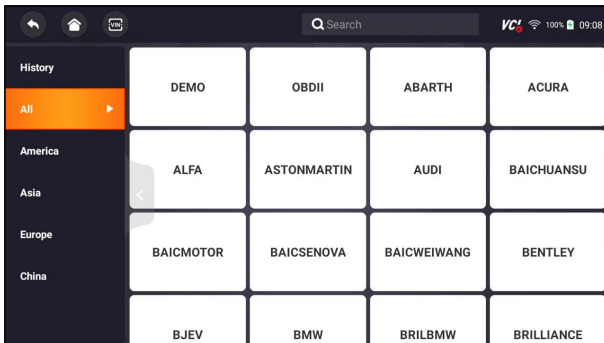 VIN
Search
VCI
100%
09:08
History
All
America
Asia
Europe
China
DEMO
OBDII
ABARTH
ACURA
ALFA
ASTONMARTIN
AUDI
BAICHUANSU
BAICMOTOR
BAICSENOVA
BAICWEIWANG
BENTLEY
BJEV
BMW
BRILBMW
BRILLIANCE